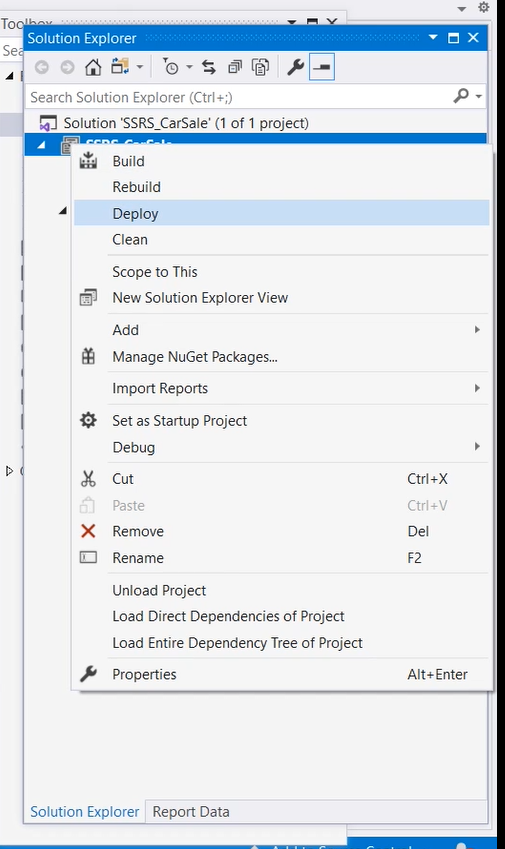 Toolbox
Solution Explorer
Search Solution Explorer (Ctrl+;)
Solution 'SSRS_CarSale' (1 of 1 project)
SSRS_CarSale
Build
Rebuild
Deploy
Clean
Scope to This
New Solution Explorer View
Add
Manage NuGet Packages...
Import Reports
Set as Startup Project
Debug
Cut Ctrl+X
Paste Ctrl+V
Remove Del
Rename F2
Unload Project
Load Direct Dependencies of Project
Load Entire Dependency Tree of Project
Properties Alt+Enter
Solution Explorer Report Data